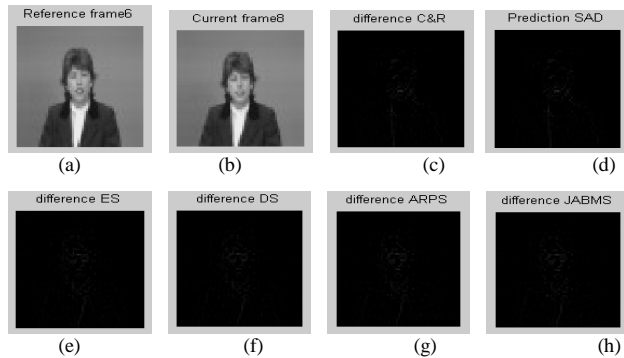 Reference frame6
Current frame8
difference C&R
Prediction SAD
(a)
(b)
(c)
(d)
difference ES
difference DS
difference ARPS
difference JABMS
(e)
(f)
(g)
(h)